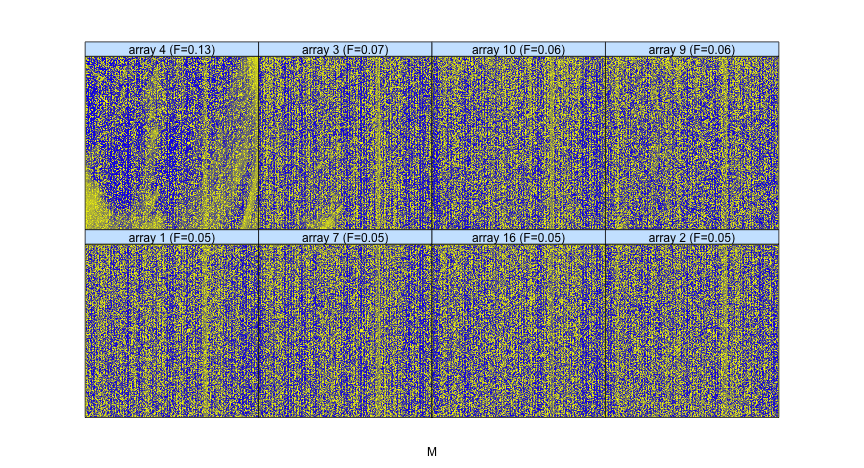 array 4 (F=0.13) array 3 (F=0.07) array 10 (F=0.06) array 9 (F=0.06)
array 1 (F=0.05) array 7 (F=0.05) array 16 (F=0.05) array 2 (F=0.05)
M